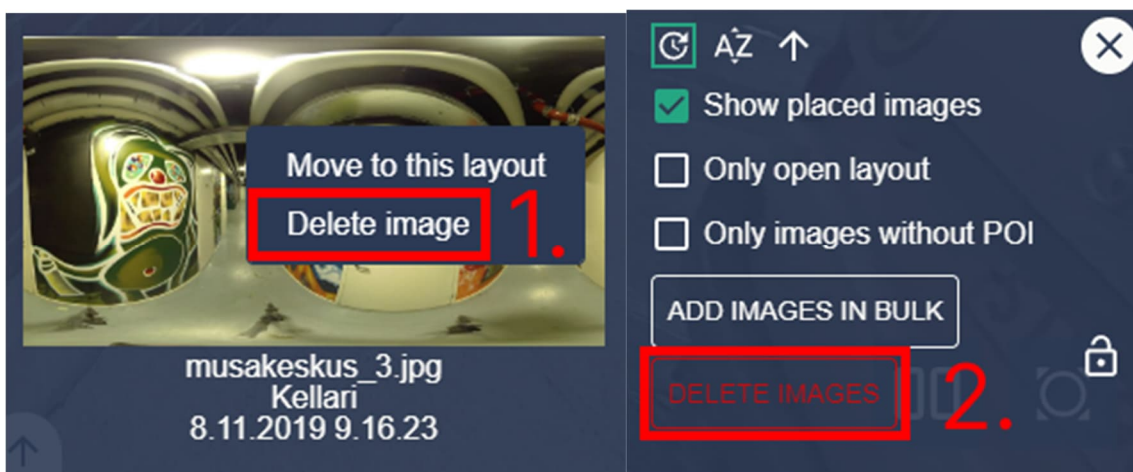 Move to this layout
Delete image
1.
musakeskus_3.jpg
Kellari
8.11.2019 9.16.23
AZ
Show placed images
Only open layout
Only images without POI
ADD IMAGES IN BULK
DELETE IMAGES
2.